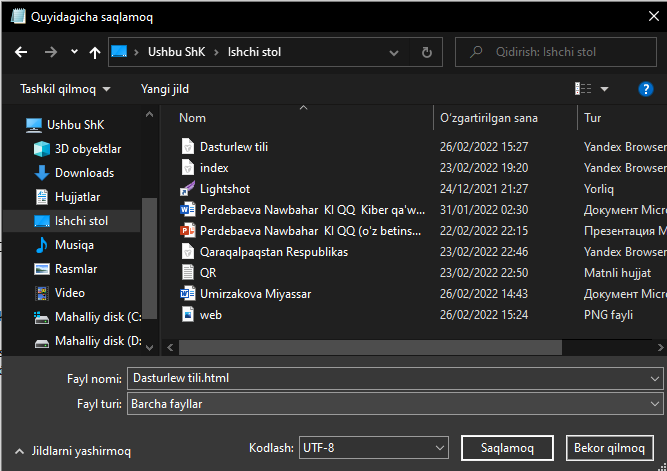 Quyidagicha saqlamoq
Ushbu ShK > Ishchi stol
Qidirish: Ishchi stol
Tashkil qilmoq
Yangi jild
Ushbu ShK
3D obyektlar
Downloads
Hujjatlar
Ishchi stol
Musiqa
Rasmlar
Video
Mahalliy disk (C:
Mahalliy disk (D:
Nom O'zgartirilgan sana Tur
Dasturlew tili 26/02/2022 15:27 Yandex Browser
index 23/02/2022 19:20 Yandex Browser
Lightshot 24/12/2021 21:27 Yorliq
Perdebaeva Nawbahar KI QQ Kiber qa'w... 31/01/2022 02:30 Документ Micr
Perdebaeva Nawbahar KI QQ (o'z betins... 22/02/2022 22:15 Презентация M
Qaraqalpaqstan Respublikas 23/02/2022 22:46 Yandex Browser
QR 23/02/2022 22:50 Matnli hujjat
Umirzakova Miyassar 26/02/2022 14:43 Документ Micr
web 26/02/2022 15:24 PNG fayli
Fayl nomi: Dasturlew tili.html
Fayl turi: Barcha fayllar
Jildlarni yashirmoq
Kodlash: UTF-8
Saqlamoq
Bekor qilmoq